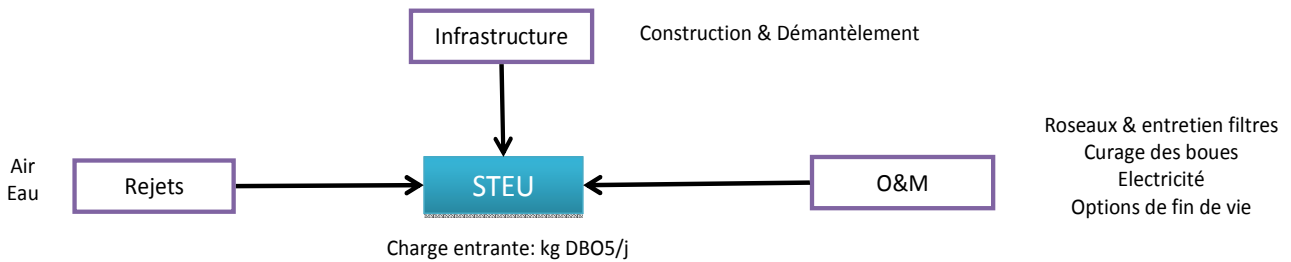 Infrastructure
Construction & Démantèlement
Air
Eau
Rejets
STEU
O&M
Roseaux & entretien filtres
Curage des boues
Electricité
Options de fin de vie
Charge entrante: kg DBO5/j